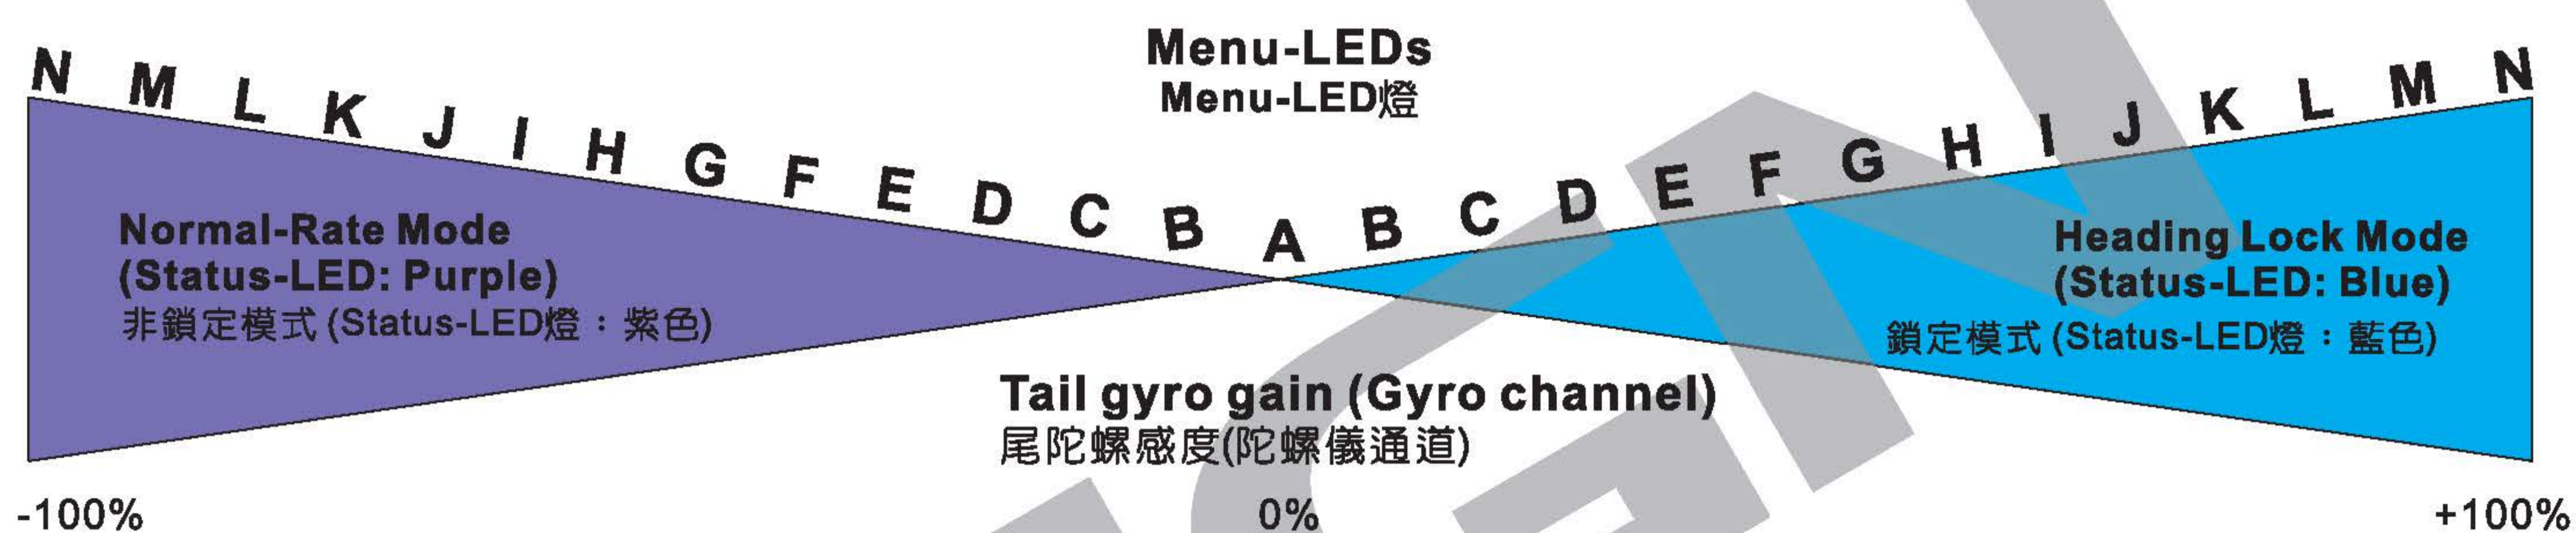 Menu-LEDs
Menu-LED燈
N M L K J I H G F E D C B A B C D E F G H I J K L M N
Normal-Rate Mode
(Status-LED: Purple)
非鎖定模式 (Status-LED燈：紫色)
Heading Lock Mode
(Status-LED: Blue)
鎖定模式 (Status-LED燈：藍色)
Tail gyro gain (Gyro channel)
尾陀螺感度(陀螺儀通道)
-100% 0% +100%